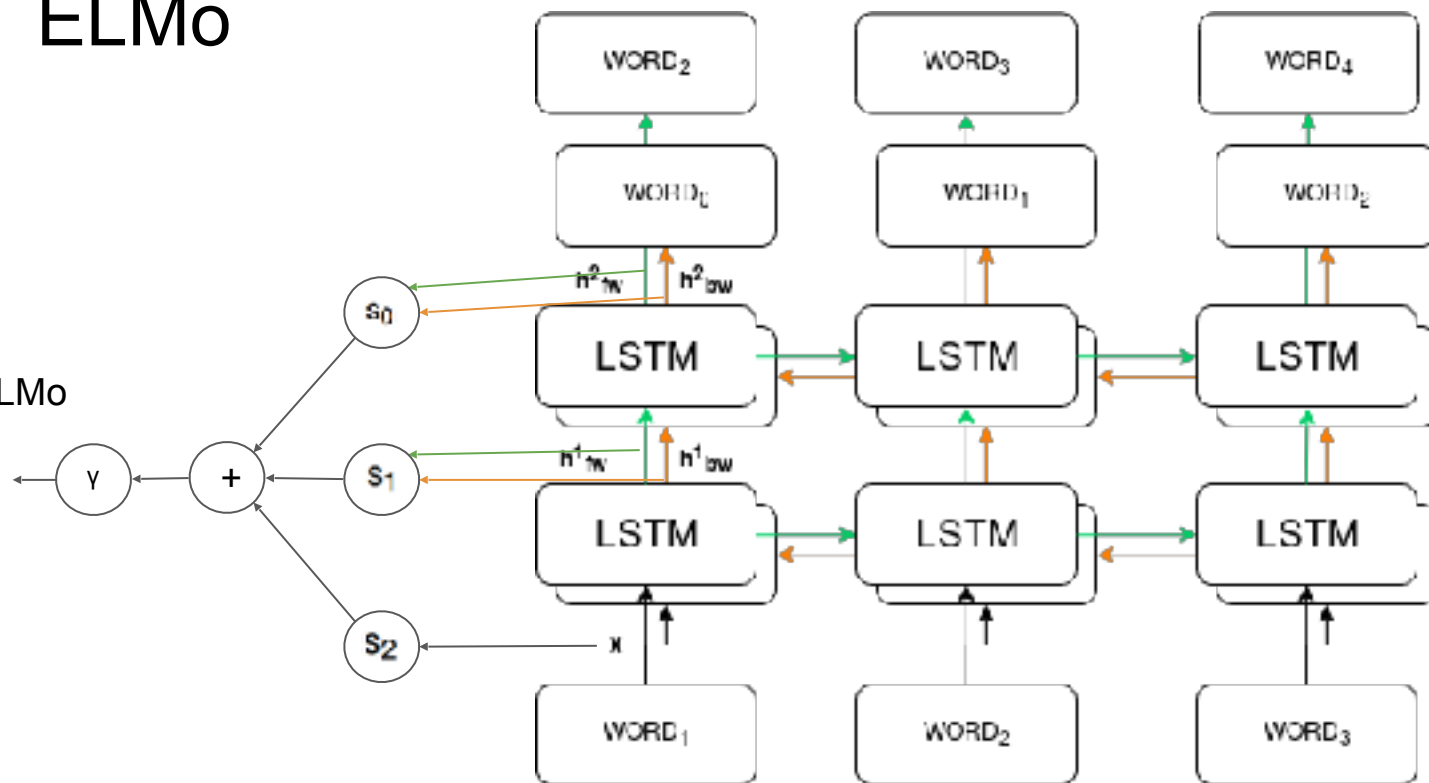 ELMo
WORD₂ WORD₃ WORD₄
WORD₀ WORD₁ WORD₂
h²fw h²bw
s₀
LSTM LSTM LSTM
LMo
h¹fw h¹bw
γ + s₁
LSTM LSTM LSTM
s₂ x
WORD₁ WORD₂ WORD₃